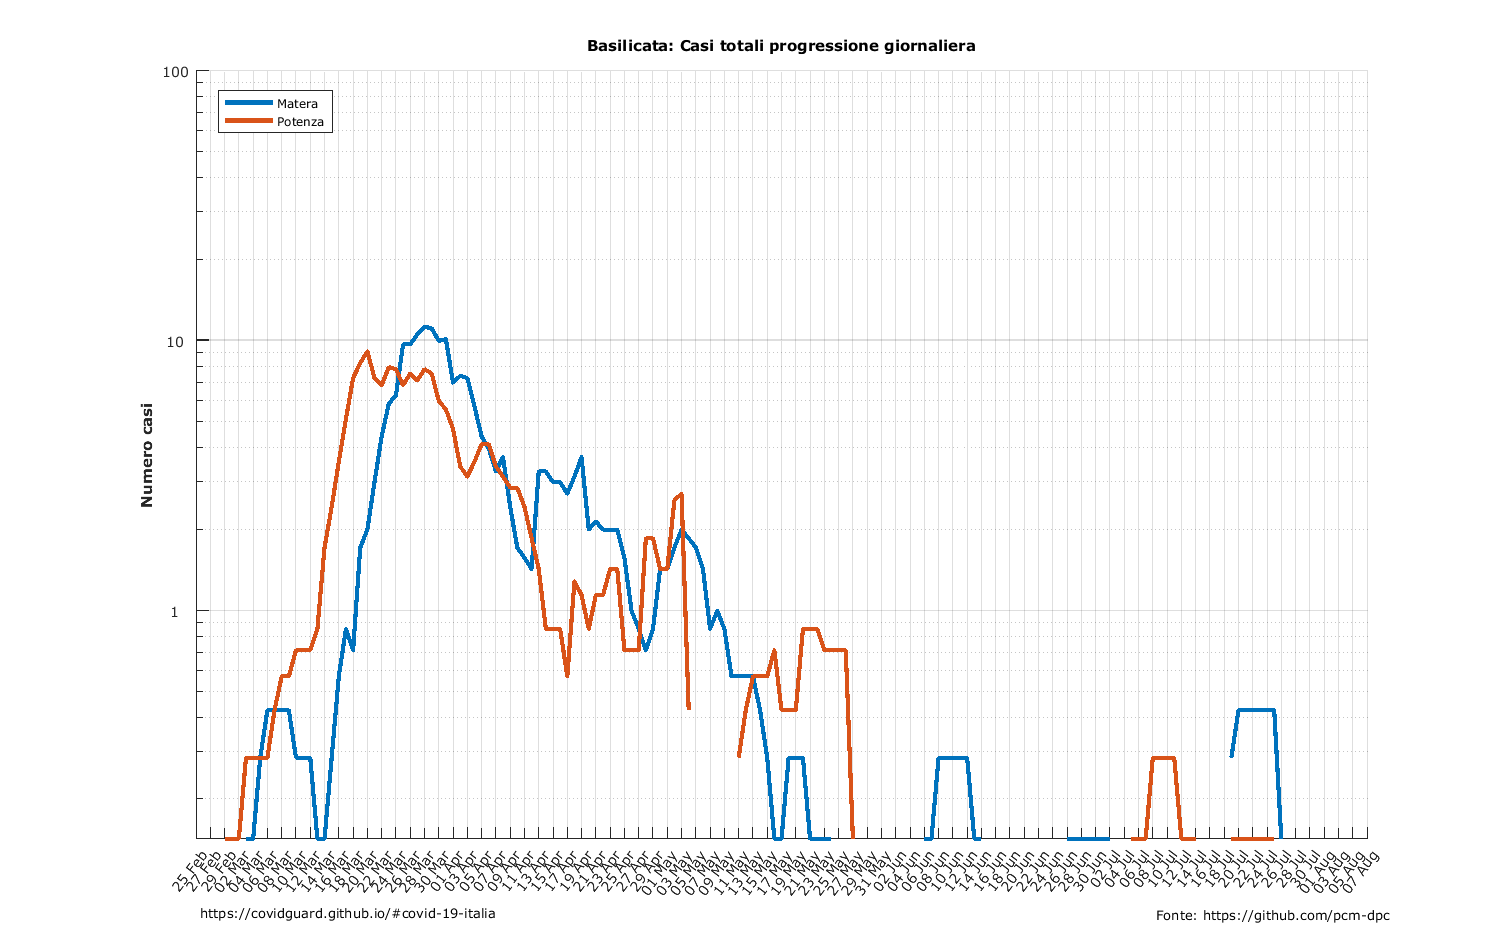 Basilicata: Casi totali progressione giornaliera
100
10
1
Numero casi
Matera
Potenza
25 Feb
27 Feb
29 Feb
02 Mar
04 Mar
06 Mar
08 Mar
10 Mar
12 Mar
14 Mar
16 Mar
18 Mar
20 Mar
22 Mar
24 Mar
26 Mar
28 Mar
30 Mar
01 Apr
03 Apr
05 Apr
07 Apr
09 Apr
11 Apr
13 Apr
15 Apr
17 Apr
19 Apr
21 Apr
23 Apr
25 Apr
27 Apr
29 Apr
01 May
03 May
05 May
07 May
09 May
11 May
13 May
15 May
17 May
19 May
21 May
23 May
25 May
27 May
29 May
31 May
02 Jun
04 Jun
06 Jun
08 Jun
10 Jun
12 Jun
14 Jun
16 Jun
18 Jun
20 Jun
22 Jun
24 Jun
26 Jun
28 Jun
30 Jun
02 Jul
04 Jul
06 Jul
08 Jul
10 Jul
12 Jul
14 Jul
16 Jul
18 Jul
20 Jul
22 Jul
24 Jul
26 Jul
28 Jul
30 Jul
01 Aug
03 Aug
05 Aug
07 Aug
https://covidguard.github.io/#covid-19-italia
Fonte: https://github.com/pcm-dpc